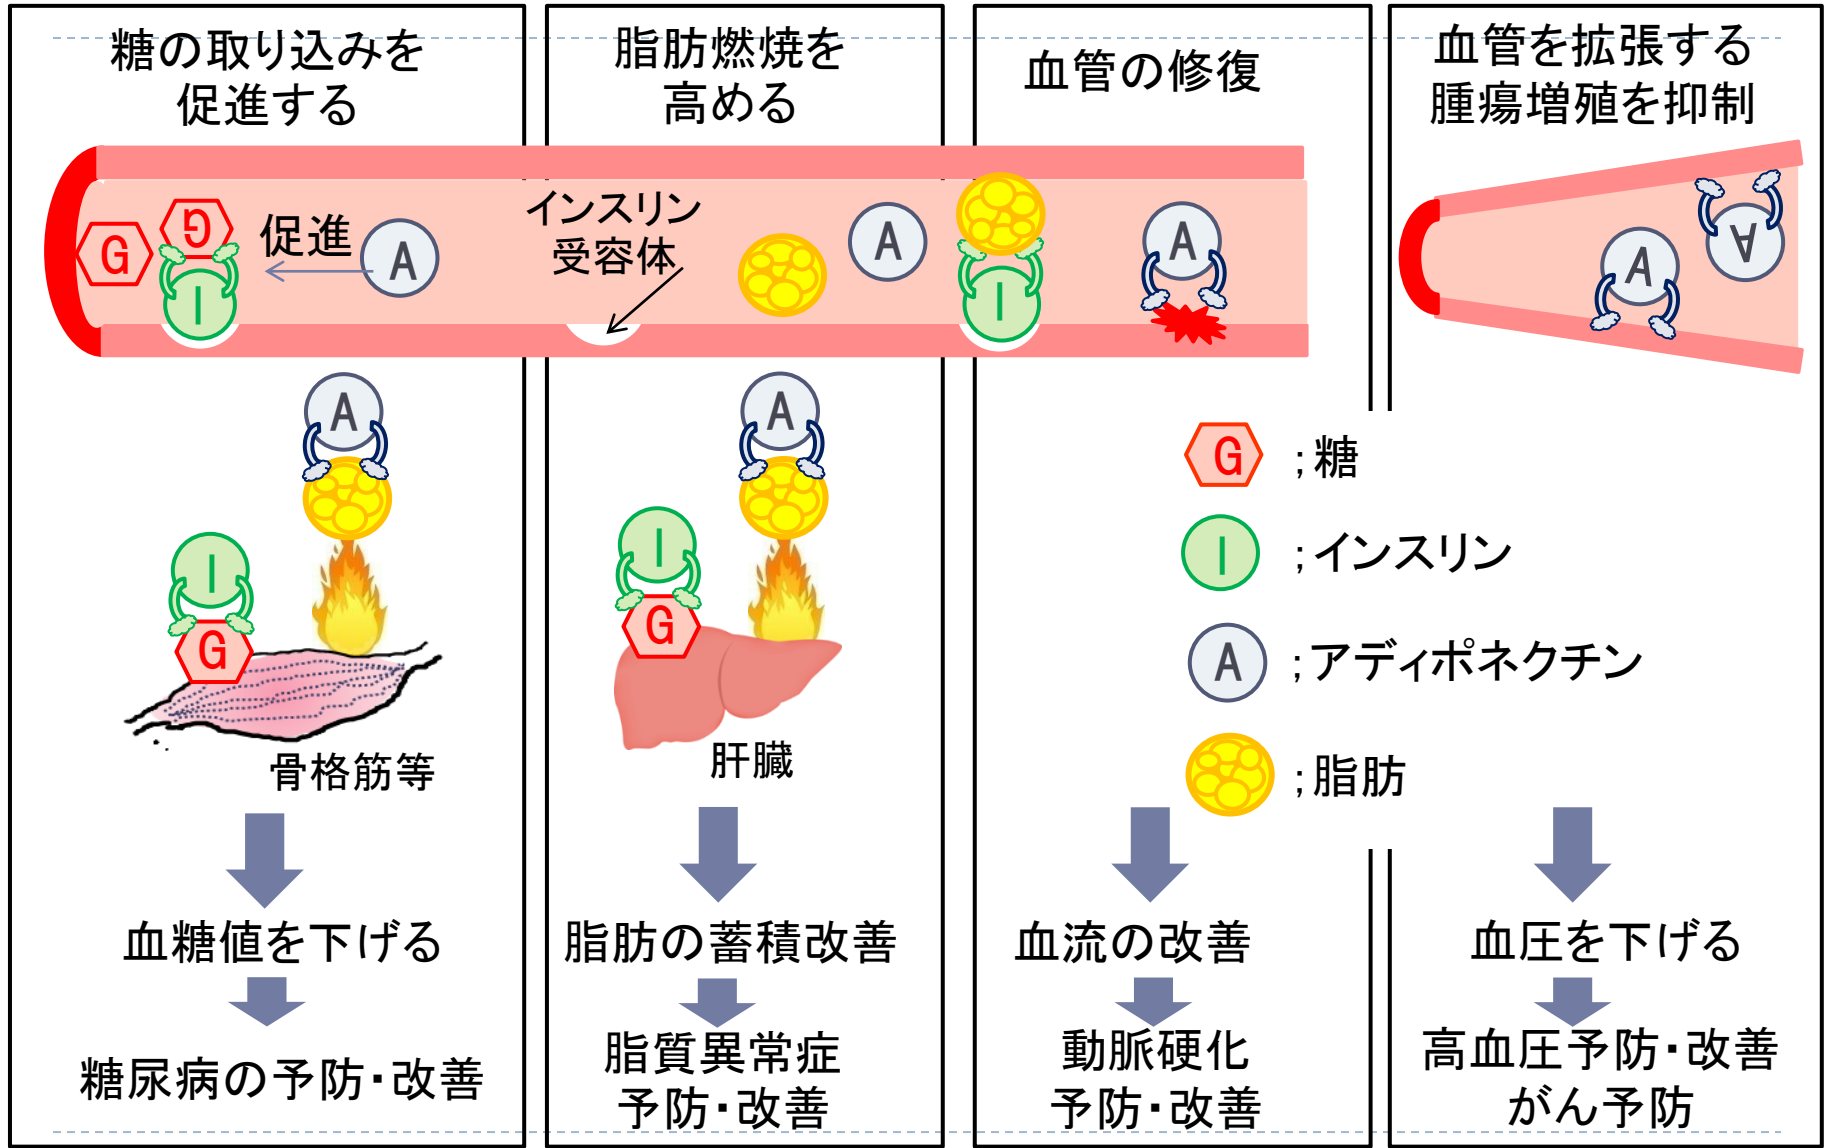 糖の取り込みを
促進する
G
G
I
促進
A
A
I
G
骨格筋等
血糖値を下げる
糖尿病の予防・改善
脂肪燃焼を
高める
インスリン
受容体
A
A
I
G
肝臓
脂肪の蓄積改善
脂質異常症
予防・改善
血管の修復
I
A
血流の改善
動脈硬化
予防・改善
血管を拡張する
腫瘍増殖を抑制
A
A
G ;糖
I ;インスリン
A ;アディポネクチン
;脂肪
血圧を下げる
高血圧予防・改善
がん予防